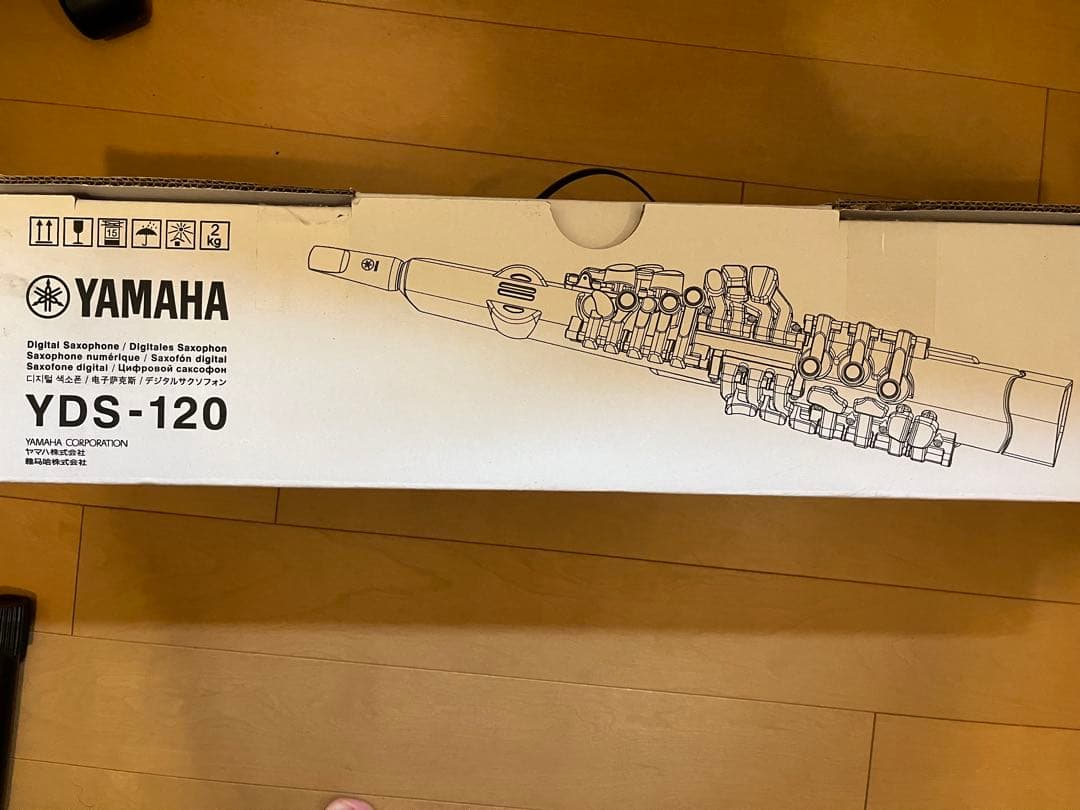 15
2
kg
YAMAHA
Digital Saxophone / Digitales Saxophon
Saxophone numérique / Saxofón digital
Saxofone digital / Цифровой саксофон
디지털 색소폰 / 电子萨克斯 / デジタルサクソフォン
YDS-120
YAMAHA CORPORATION
ヤマハ株式会社
雅马哈株式会社